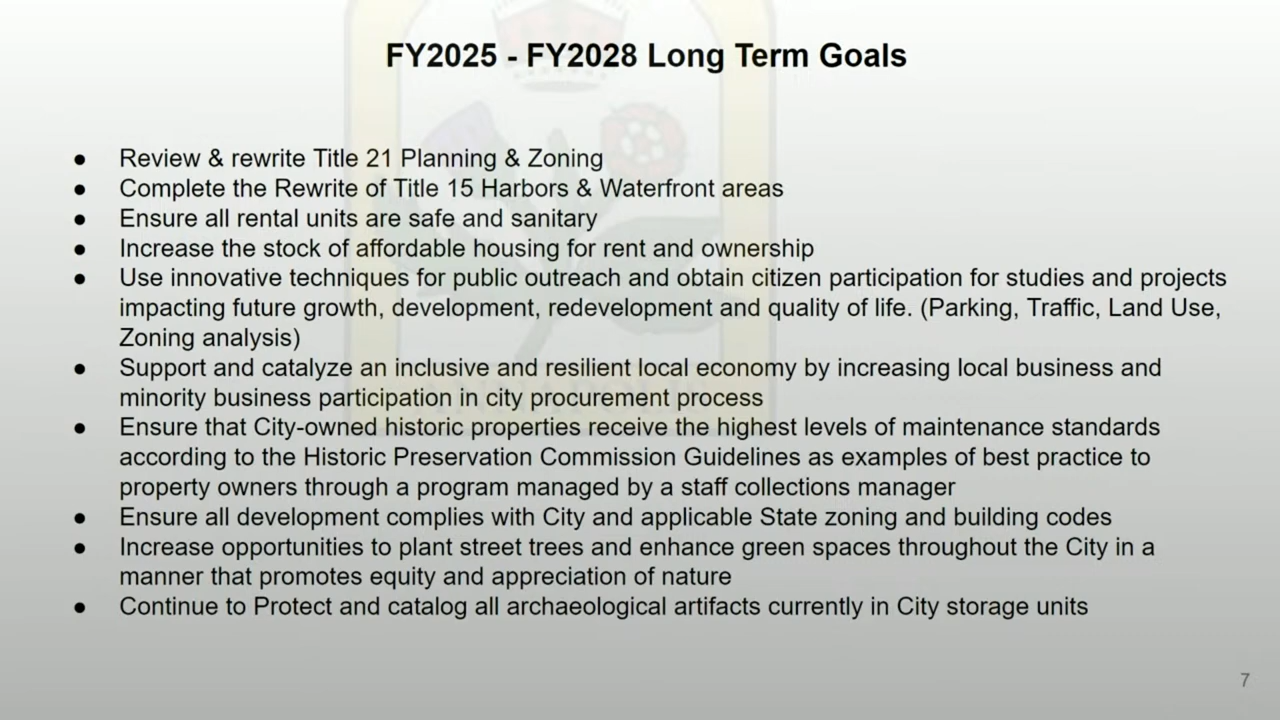 FY2025 - FY2028 Long Term Goals
● Review & rewrite Title 21 Planning & Zoning
● Complete the Rewrite of Title 15 Harbors & Waterfront areas
● Ensure all rental units are safe and sanitary
● Increase the stock of affordable housing for rent and ownership
● Use innovative techniques for public outreach and obtain citizen participation for studies and projects
impacting future growth, development, redevelopment and quality of life. (Parking, Traffic, Land Use,
Zoning analysis)
● Support and catalyze an inclusive and resilient local economy by increasing local business and
minority business participation in city procurement process
ANNAPOLIS
● Ensure that City-owned historic properties receive the highest levels of maintenance standards
according to the Historic Preservation Commission Guidelines as examples of best practice to
property owners through a program managed by a staff collections manager
● Ensure all development complies with City and applicable State zoning and building codes
● Increase opportunities to plant street trees and enhance green spaces throughout the City in a
manner that promotes equity and appreciation of nature
● Continue to Protect and catalog all archaeological artifacts currently in City storage units
7